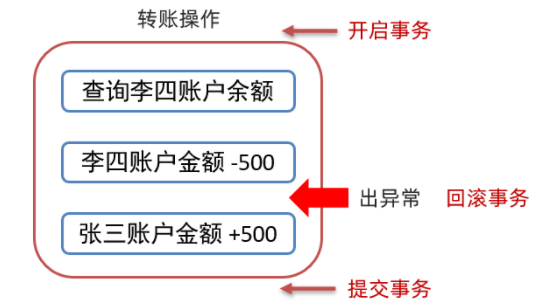 转账操作
开启事务
查询李四账户余额
李四账户金额 -500
出异常 回滚事务
张三账户金额 +500
提交事务